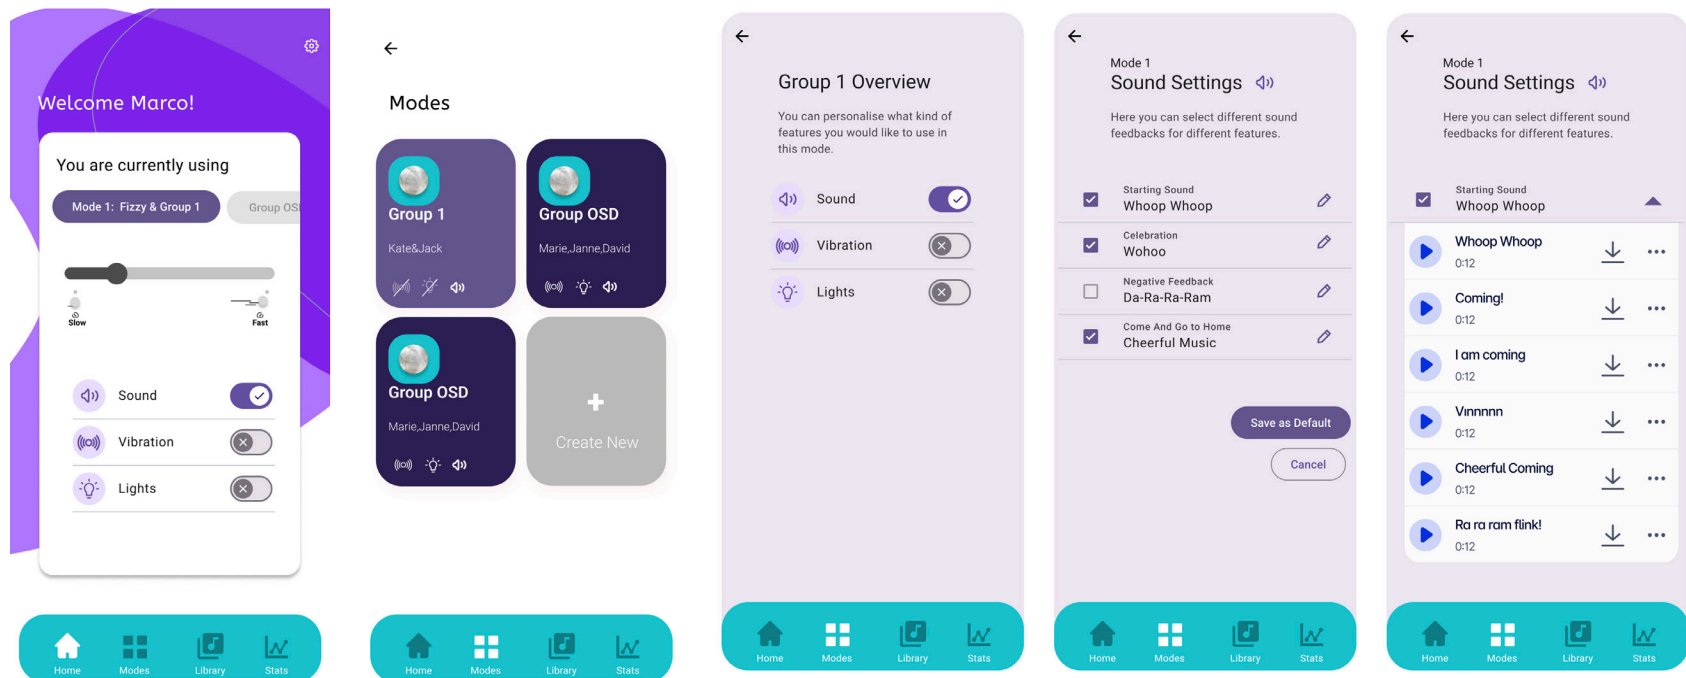 Welcome Marco!
You are currently using
Mode 1: Fizzy & Group 1
Group OS
Slow
Fast
Sound
Vibration
Lights
Home
Modes
Library
Stats
Modes
Group 1
Kate&Jack
Group OSD
Marie,Janne,David
Group OSD
Marie,Janne,David
Create New
Home
Modes
Library
Stats
Group 1 Overview
You can personalise what kind of
features you would like to use in
this mode.
Sound
Vibration
Lights
Home
Modes
Library
Stats
Mode 1
Sound Settings
Here you can select different sound
feedbacks for different features.
Starting Sound
Whoop Whoop
Celebration
Wohoo
Negative Feedback
Da-Ra-Ra-Ram
Come And Go to Home
Cheerful Music
Save as Default
Cancel
Home
Modes
Library
Stats
Mode 1
Sound Settings
Here you can select different sound
feedbacks for different features.
Starting Sound
Whoop Whoop
Whoop Whoop
0:12
Coming!
0:12
I am coming
0:12
Vınnnnn
0:12
Cheerful Coming
0:12
Ra ra ram flink!
0:12
Home
Modes
Library
Stats